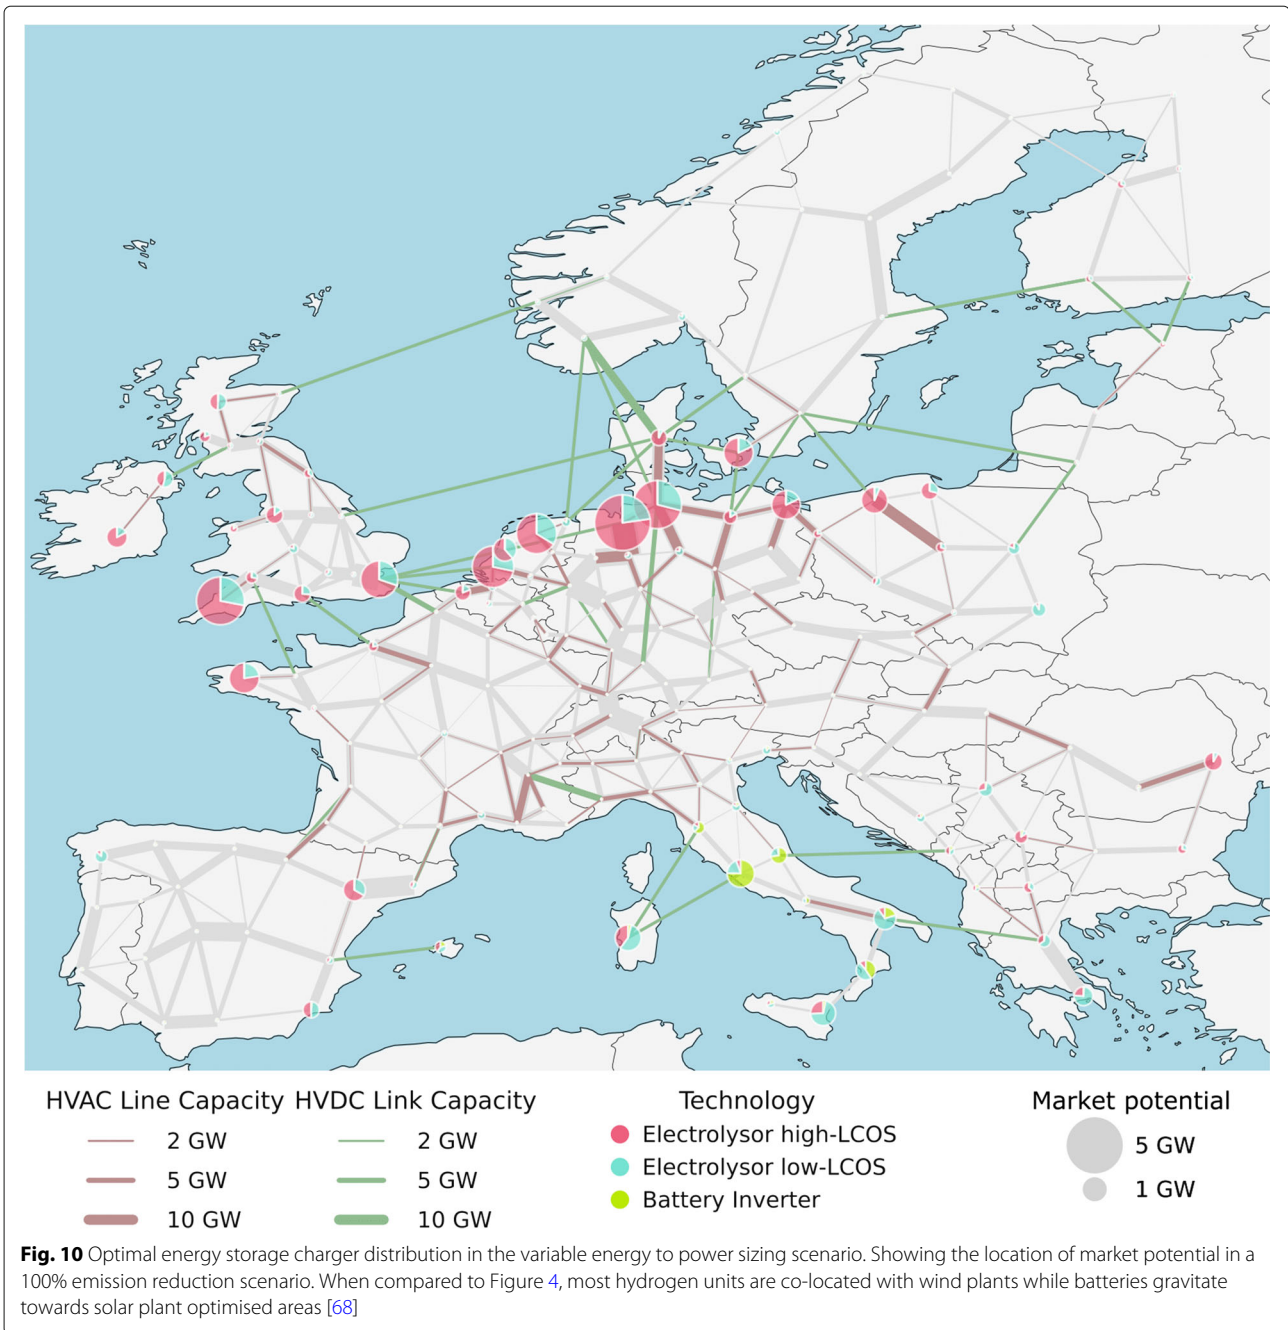 HVAC Line Capacity HVDC Link Capacity Technology Market potential
2 GW 2 GW Electrolysor high-LCOS 5 GW
5 GW 5 GW Electrolysor low-LCOS 1 GW
10 GW 10 GW Battery Inverter
Fig. 10 Optimal energy storage charger distribution in the variable energy to power sizing scenario. Showing the location of market potential in a
100% emission reduction scenario. When compared to Figure 4, most hydrogen units are co-located with wind plants while batteries gravitate
towards solar plant optimised areas [68]